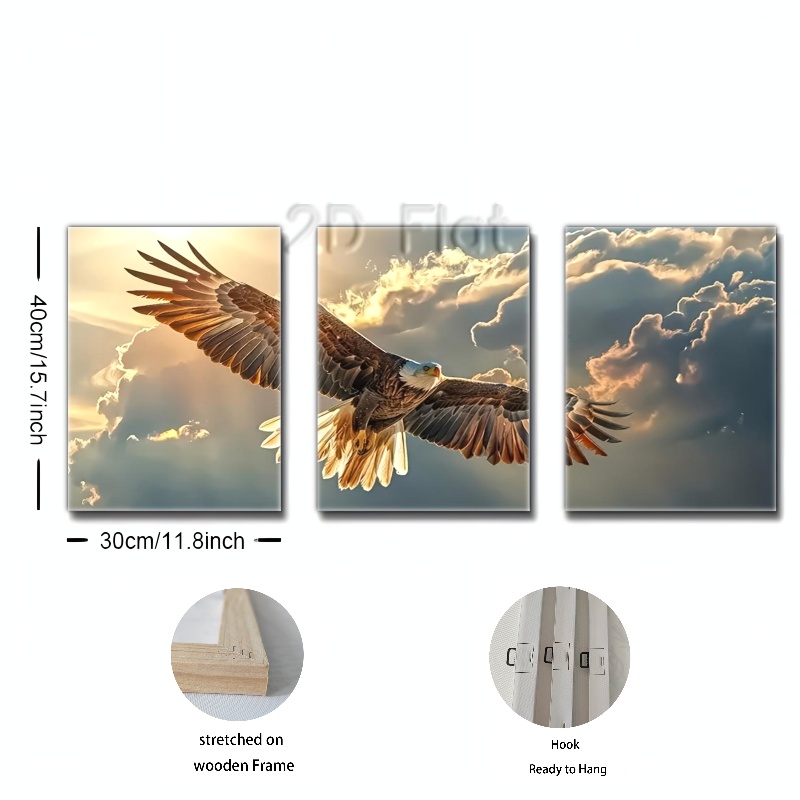 2D Flat
40cm/15.7inch
30cm/11.8inch
stretched on
wooden Frame
Hook
Ready to Hang